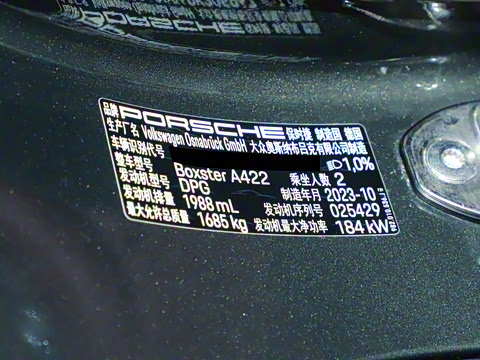 品牌 PORSCHE 保时捷 制造国 德国
生产厂名 Volkswagen Osnabrück GmbH 大众奥斯纳布吕克有限公司制造
车辆识别代号 1,0%
整车型号 Boxster A422 乘坐人数 2
发动机型号 DPG 制造年月 2023-10
发动机排量 1988 mL 发动机序列号 025429
最大允许总质量 1685 kg 发动机最大净功率 184 kW